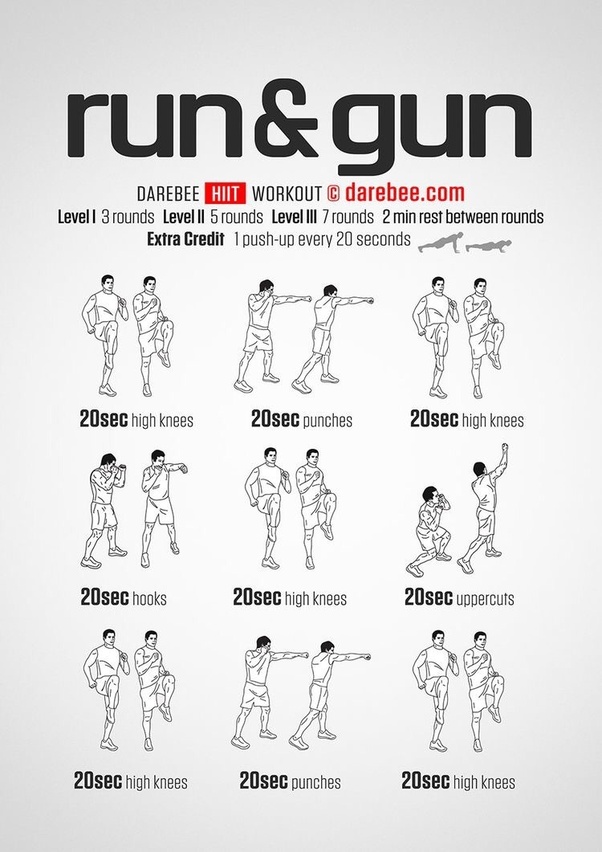 run & gun
DAREBEE HIIT WORKOUT © darebee.com
Level I 3 rounds Level II 5 rounds Level III 7 rounds 2 min rest between rounds
Extra Credit 1 push-up every 20 seconds
20sec high knees
20sec punches
20sec high knees
20sec hooks
20sec high knees
20sec uppercuts
20sec high knees
20sec punches
20sec high knees